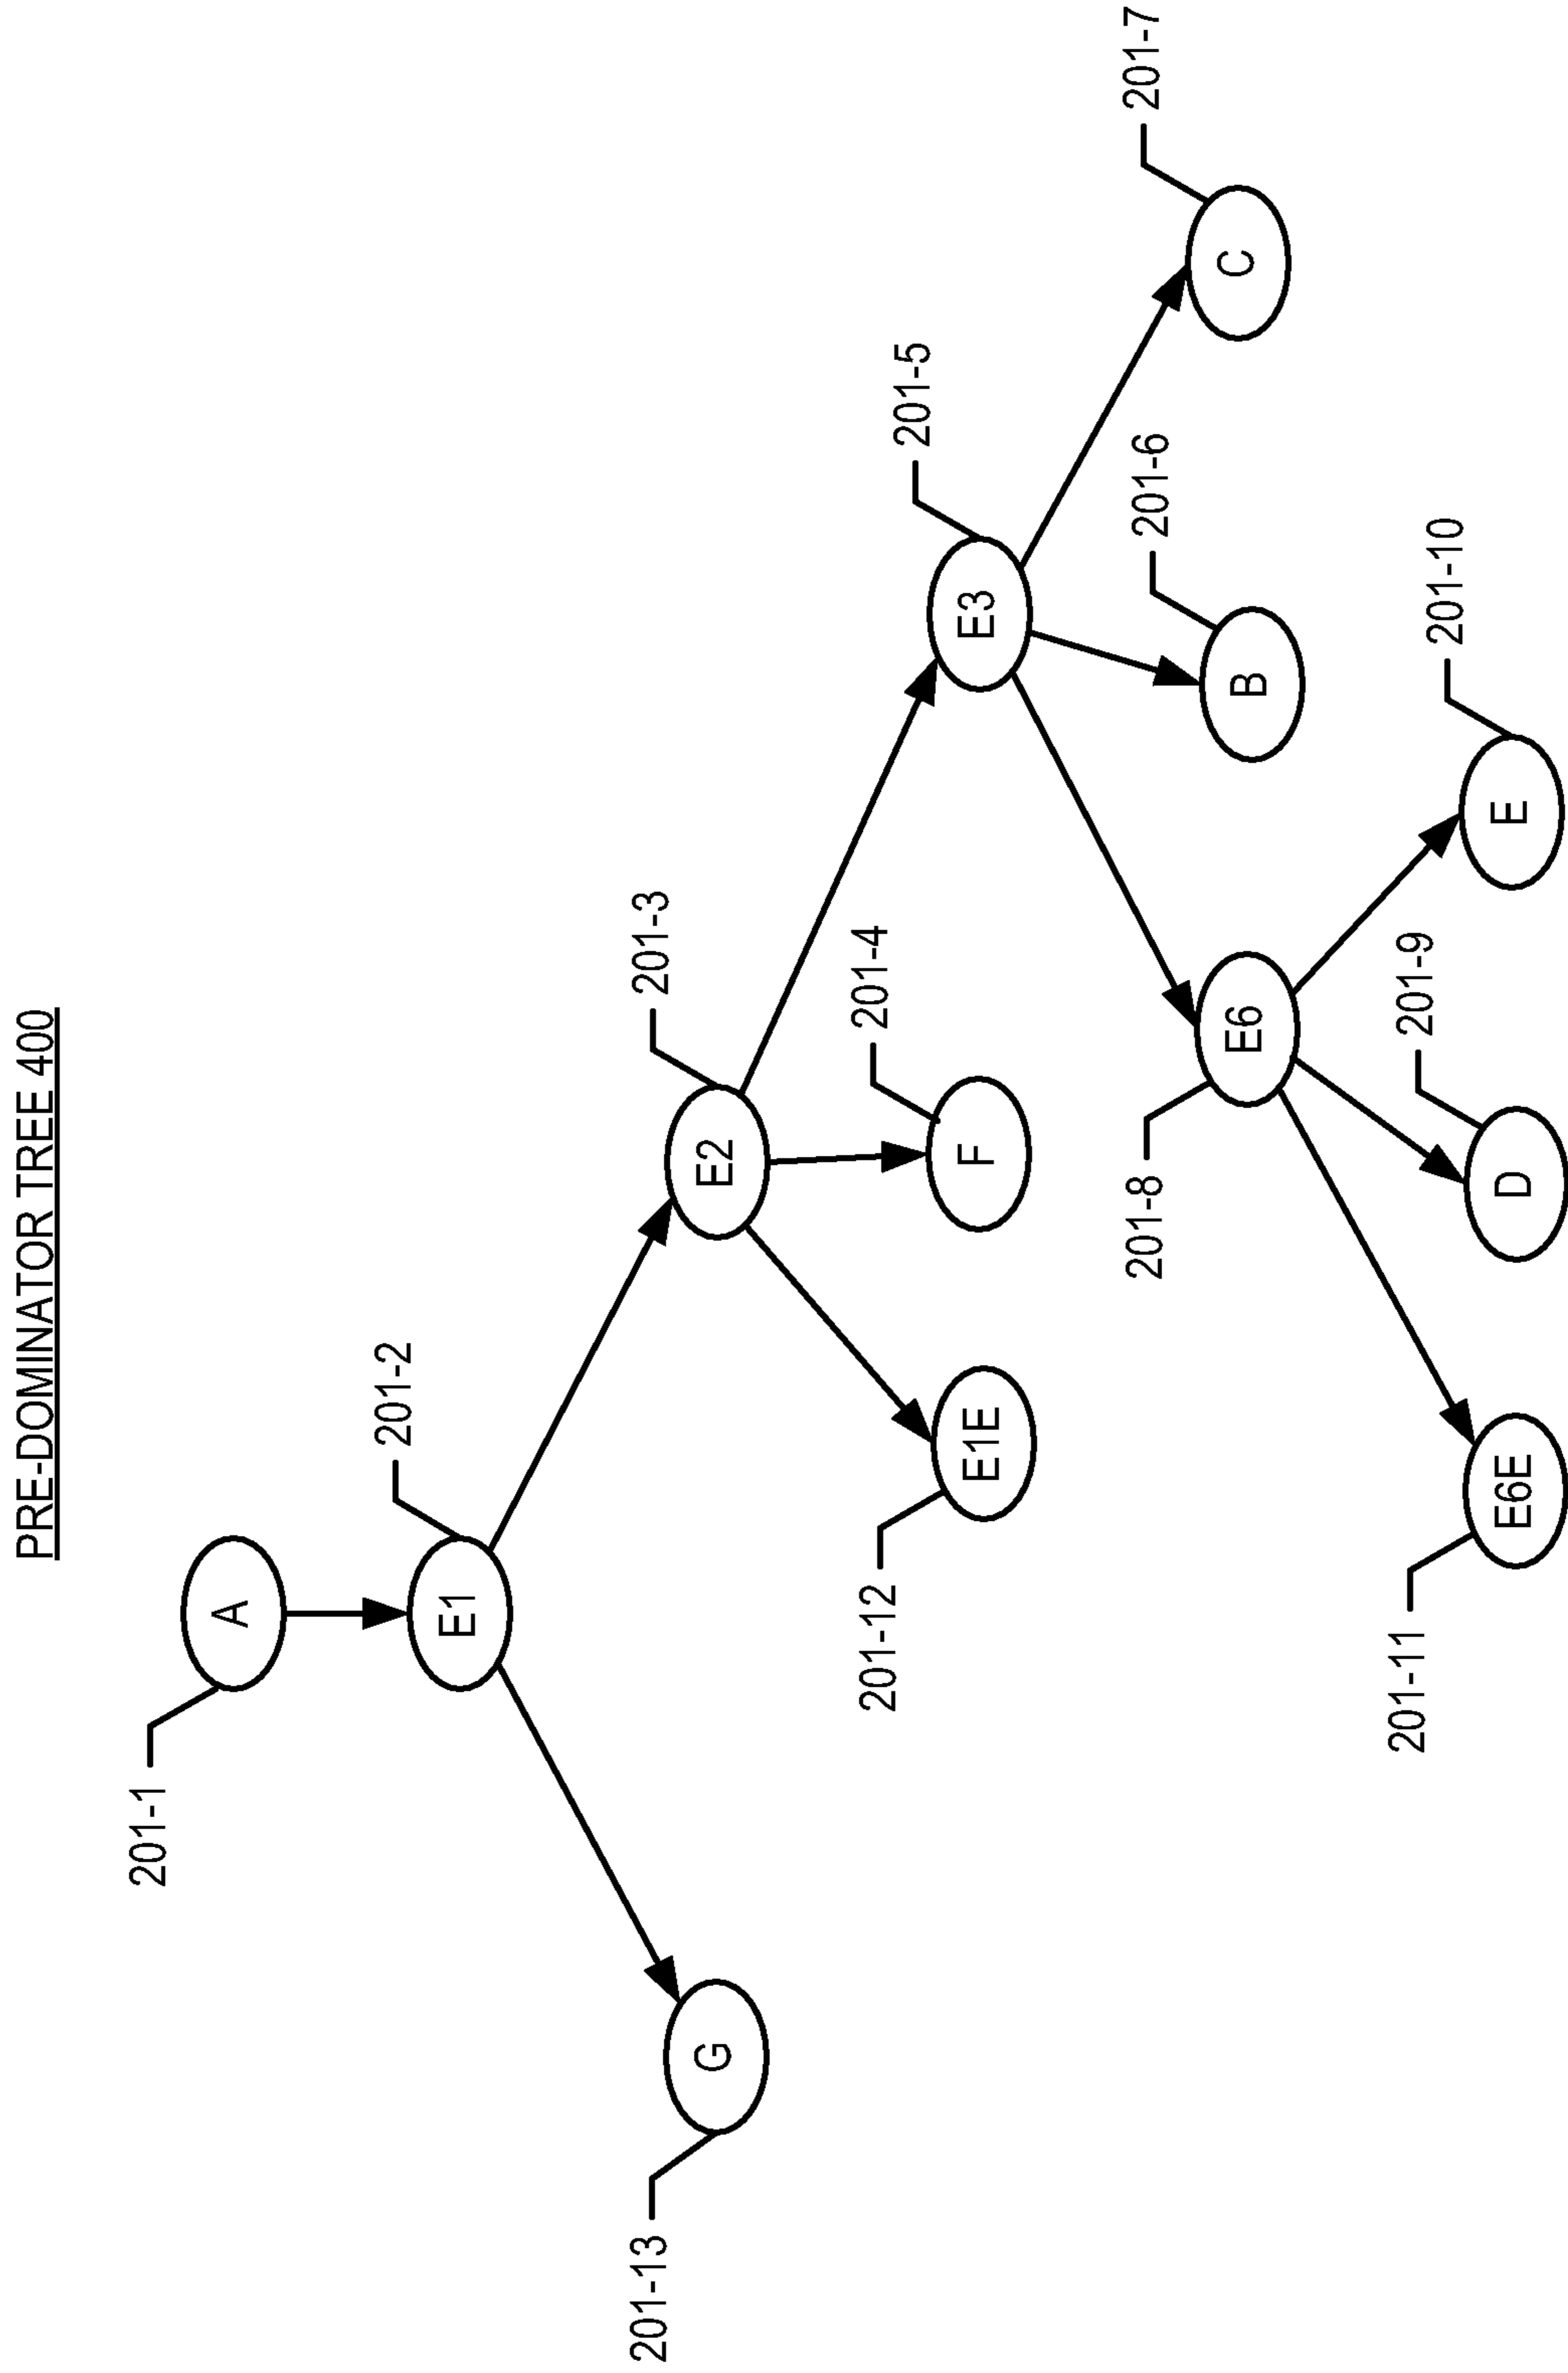 PRE-DOMINATOR TREE 400
201-1
A
201-2
E1
201-13
G
201-3
E2
201-12
E1E
201-4
F
201-5
E3
201-8
E6
201-6
B
201-7
C
201-11
E6E
201-9
D
201-10
E